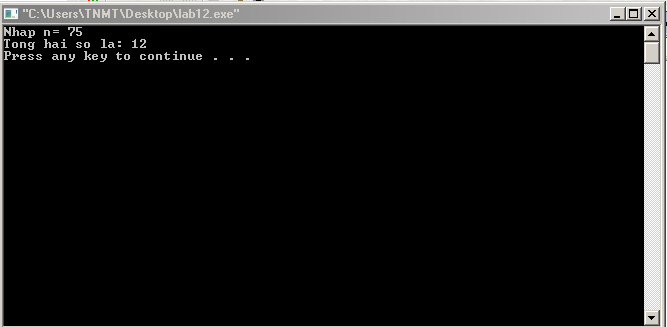 "C:\Users\TNMT\Desktop\lab12.exe"
Nhap n= 75
Tong hai so la: 12
Press any key to continue . . .